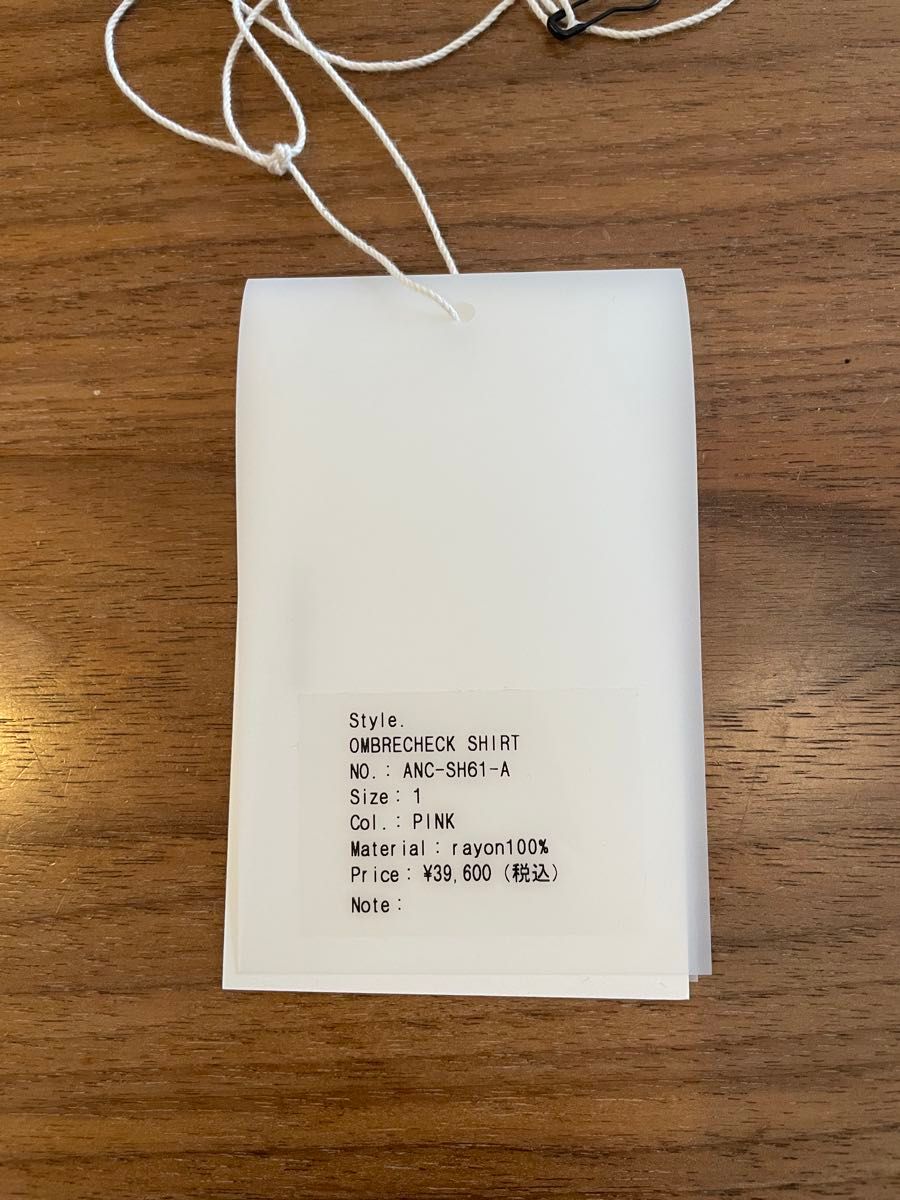 Style.
OMBRECHECK SHIRT
NO.: ANC-SH61-A
Size: 1
Col.: PINK
Material: rayon100%
Price: ¥39,600 (税込)
Note: